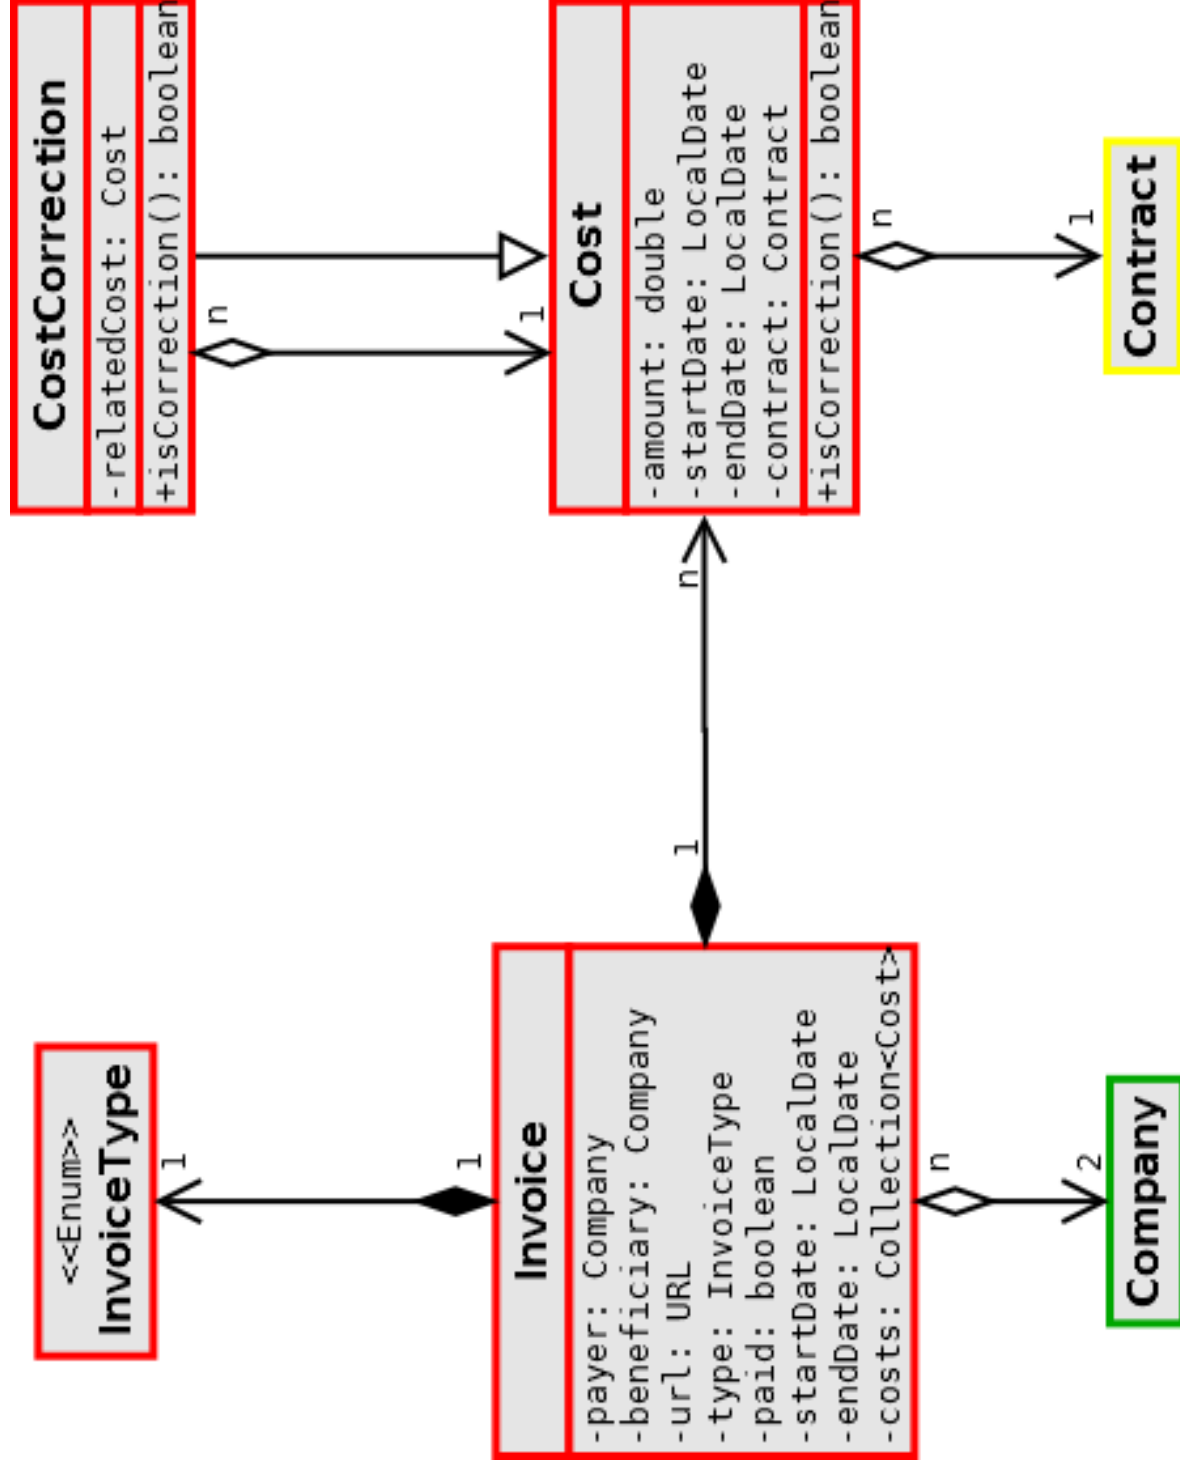 <<Enum>>
InvoiceType
1
1
Invoice
-payer: Company
-beneficiary: Company
-url: URL
-type: InvoiceType
-paid: boolean
-startDate: LocalDate
-endDate: LocalDate
-costs: Collection<Cost>
n
2
Company
1
n
CostCorrection
-relatedCost: Cost
+isCorrection(): boolean
n
1
Cost
-amount: double
-startDate: LocalDate
-endDate: LocalDate
-contract: Contract
+isCorrection(): boolean
n
1
Contract